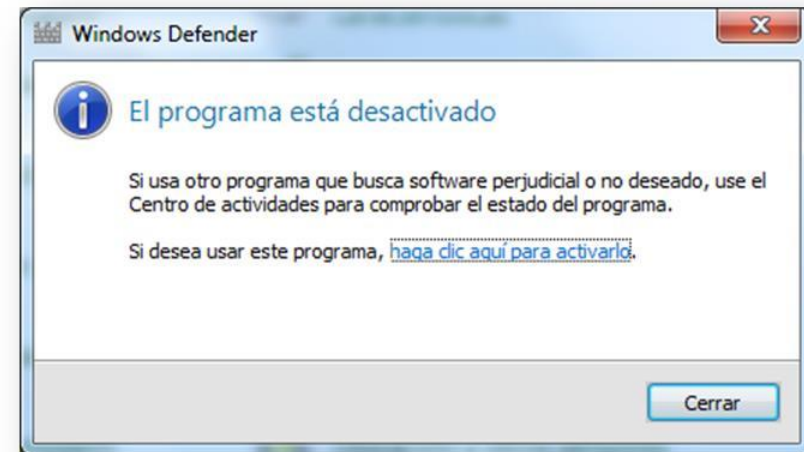 Windows Defender
El programa está desactivado
Si usa otro programa que busca software perjudicial o no deseado, use el
Centro de actividades para comprobar el estado del programa.
Si desea usar este programa, haga clic aquí para activarlo.
Cerrar